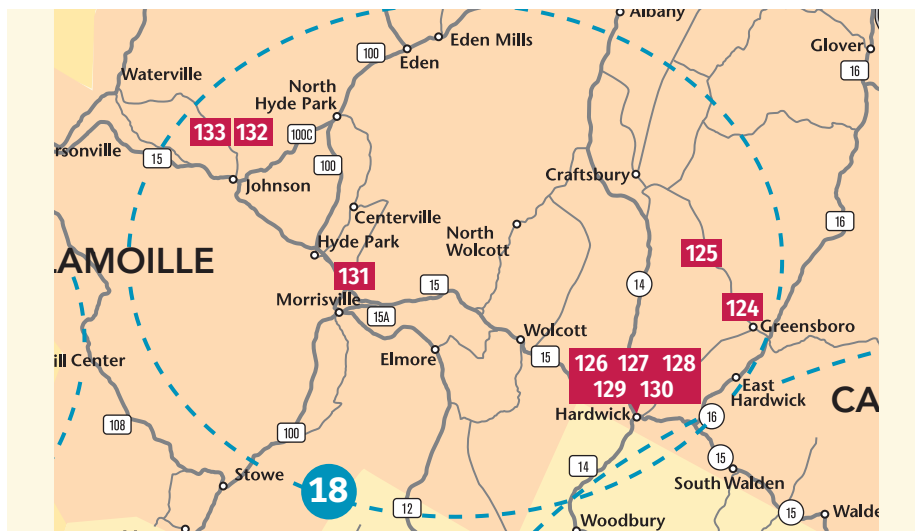 Albany
Eden Mills
100
Eden
Glover
16
Waterville
North
Hyde Park
133
132
100C
rsonville
15
100
Johnson
Craftsbury
Centerville
North
Wolcott
16
Hyde Park
LAMOILLE
125
131
15
14
Morrisville
15A
124
Greensboro
Wolcott
Elmore
15
126 127 128
129 130
ill Center
East
Hardwick
CA
Hardwick
16
108
100
15
14
Stowe
South Walden
18
12
15
Walde
Woodbury